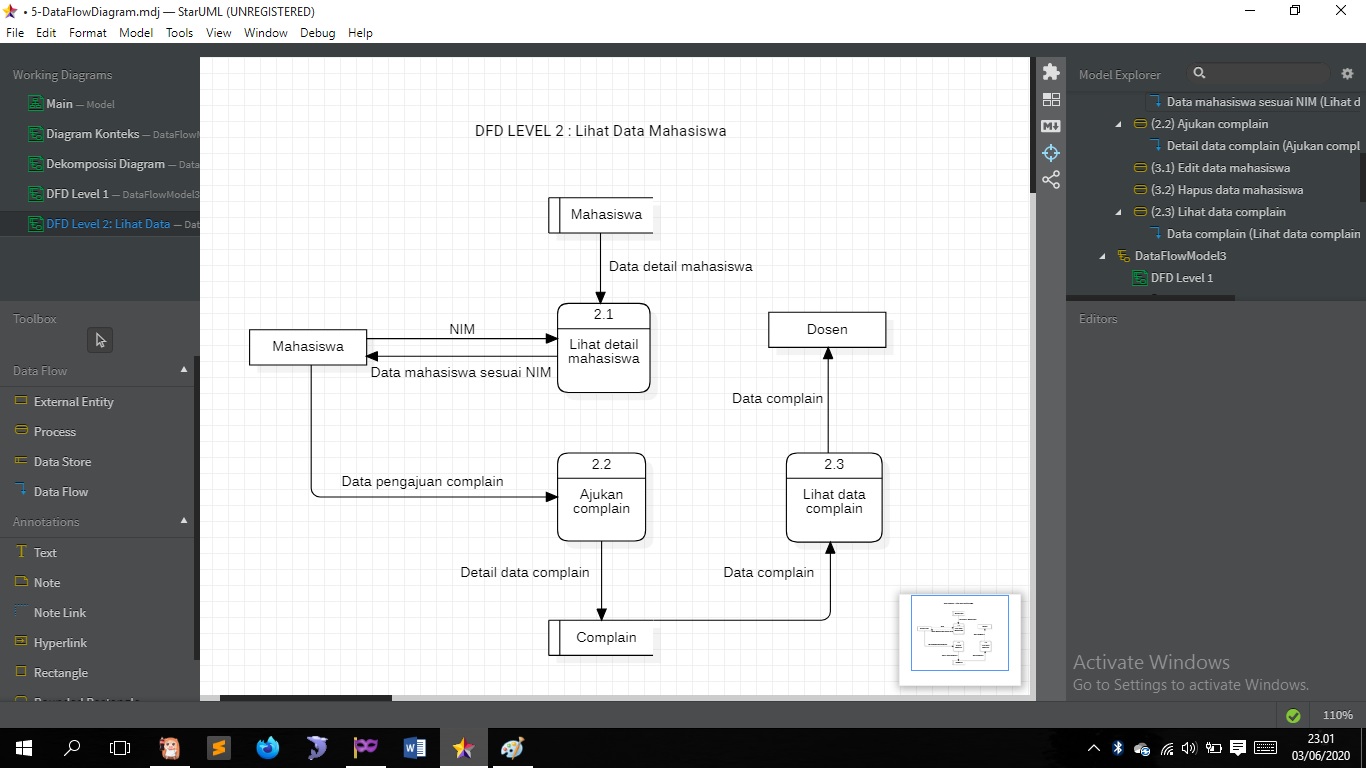 • 5-DataFlowDiagram.mdj — StarUML (UNREGISTERED)
File Edit Format Model Tools View Window Debug Help
Working Diagrams
Main — Model
Diagram Konteks — DataFlowM
Dekomposisi Diagram — Data
DFD Level 1 — DataFlowModel3
DFD Level 2: Lihat Data — Dat
Toolbox
Data Flow
External Entity
Process
Data Store
Data Flow
Annotations
Text
Note
Note Link
Hyperlink
Rectangle
DFD LEVEL 2 : Lihat Data Mahasiswa
Mahasiswa
Data detail mahasiswa
2.1
Lihat detail
mahasiswa
Mahasiswa
NIM
Data mahasiswa sesuai NIM
Dosen
Data complain
Data pengajuan complain
2.2
Ajukan
complain
2.3
Lihat data
complain
Detail data complain
Data complain
Complain
Model Explorer
Data mahasiswa sesuai NIM (Lihat d
(2.2) Ajukan complain
Detail data complain (Ajukan compl
(3.1) Edit data mahasiswa
(3.2) Hapus data mahasiswa
(2.3) Lihat data complain
Data complain (Lihat data complain
DataFlowModel3
DFD Level 1
Editors
Activate Windows
Go to Settings to activate Windows.
110%
23.01
03/06/2020